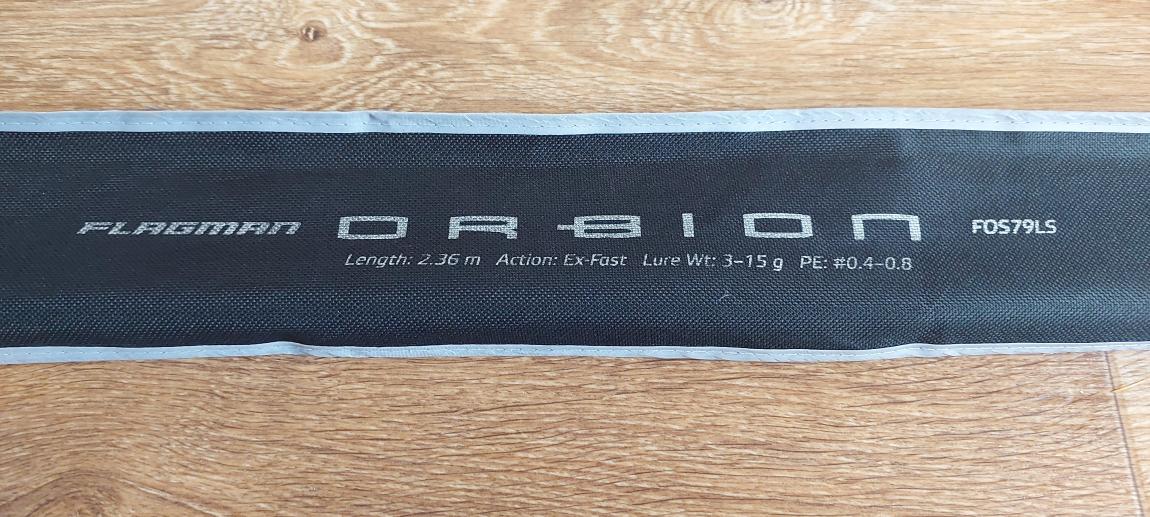 FLAGMAN ORBION FOS79LS
Length: 2.36 m Action: Ex-Fast Lure Wt: 3-15 g PE: #0.4-0.8